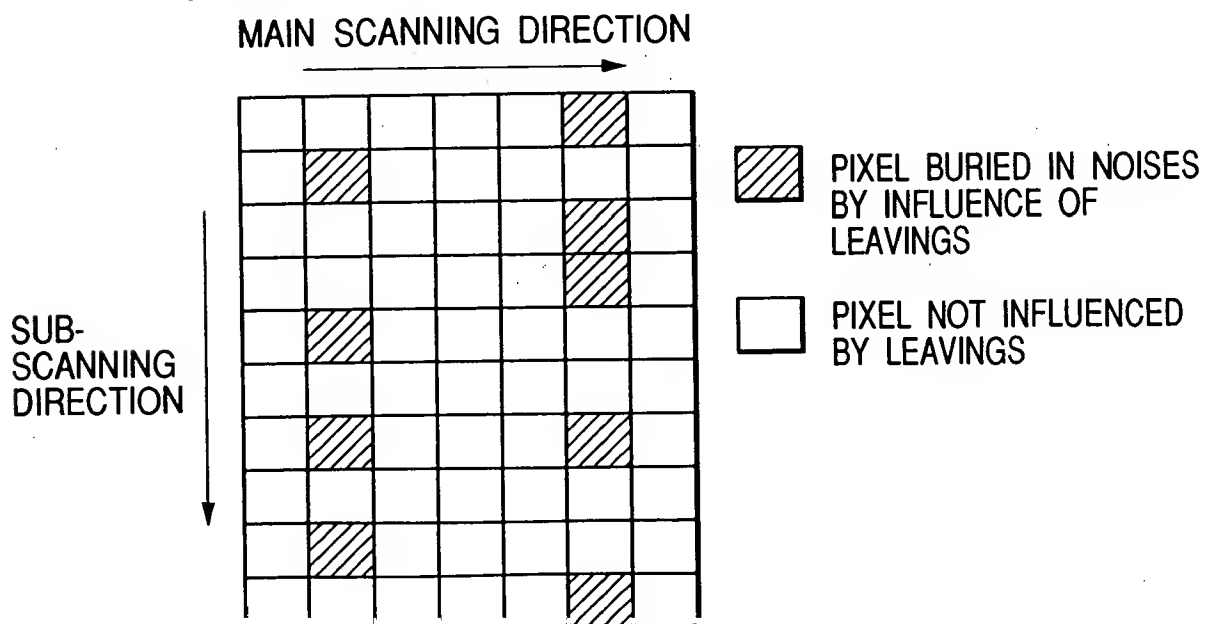 MAIN SCANNING DIRECTION
PIXEL BURIED IN NOISES
BY INFLUENCE OF
LEAVINGS
PIXEL NOT INFLUENCED
BY LEAVINGS
SUB-
SCANNING
DIRECTION